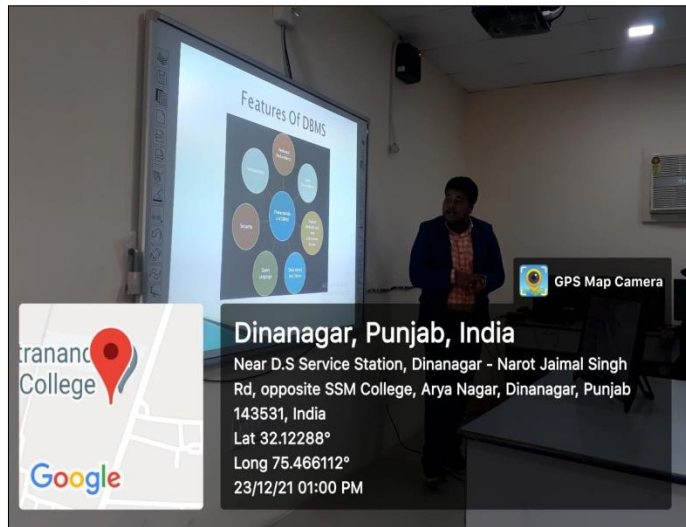 Features Of DBMS
Security
GPS Map Camera
Dinanagar, Punjab, India
Near D.S Service Station, Dinanagar - Narot Jaimal Singh
Rd, opposite SSM College, Arya Nagar, Dinanagar, Punjab
143531, India
Lat 32.12288°
Long 75.466112°
23/12/21 01:00 PM
tranand
College
Google